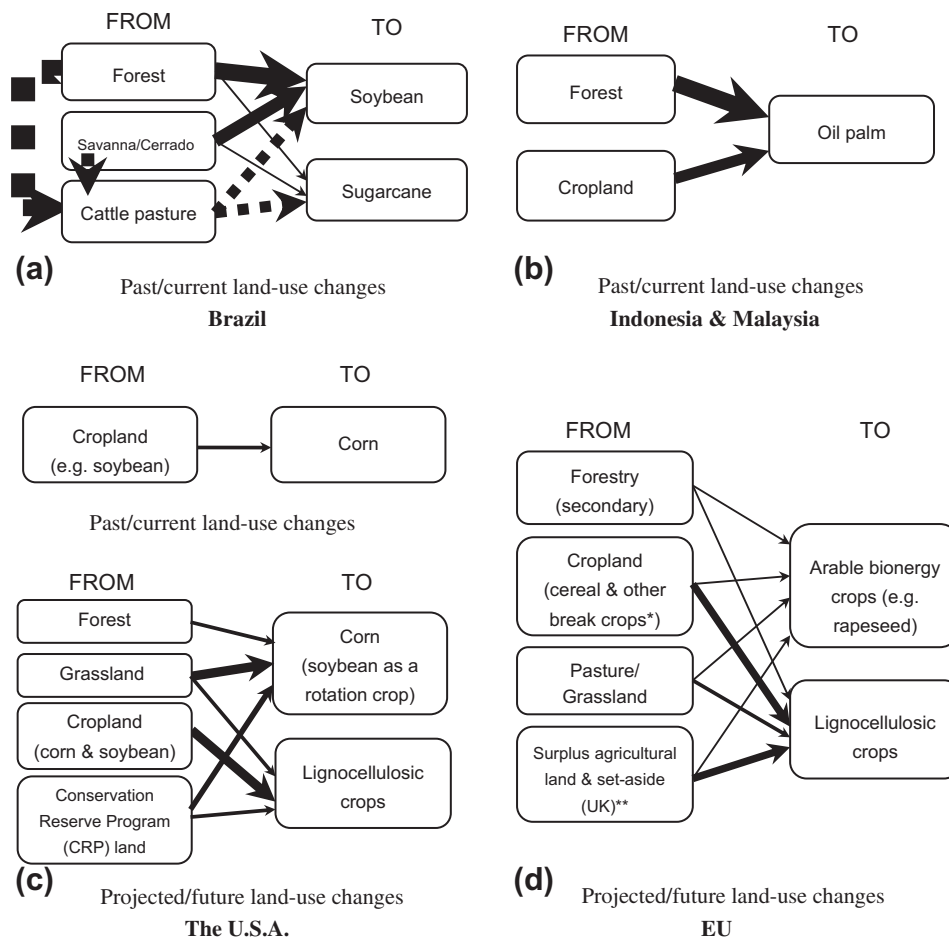 FROM
TO
Forest
Savanna/Cerrado
Cattle pasture
Soybean
Sugarcane
(a)
Past/current land-use changes
Brazil
FROM
TO
Forest
Cropland
Oil palm
(b)
Past/current land-use changes
Indonesia & Malaysia
FROM
TO
Cropland
(e.g. soybean)
Corn
Past/current land-use changes
FROM
TO
Forest
Grassland
Cropland
(corn & soybean)
Conservation
Reserve Program
(CRP) land
Corn
(soybean as a
rotation crop)
Lignocellulosic
crops
(c)
Projected/future land-use changes
The U.S.A.
FROM
TO
Forestry
(secondary)
Cropland
(cereal & other
break crops*)
Pasture/
Grassland
Surplus agricultural
land & set-aside
(UK)**
Arable bionergy
crops (e.g.
rapeseed)
Lignocellulosic
crops
(d)
Projected/future land-use changes
EU